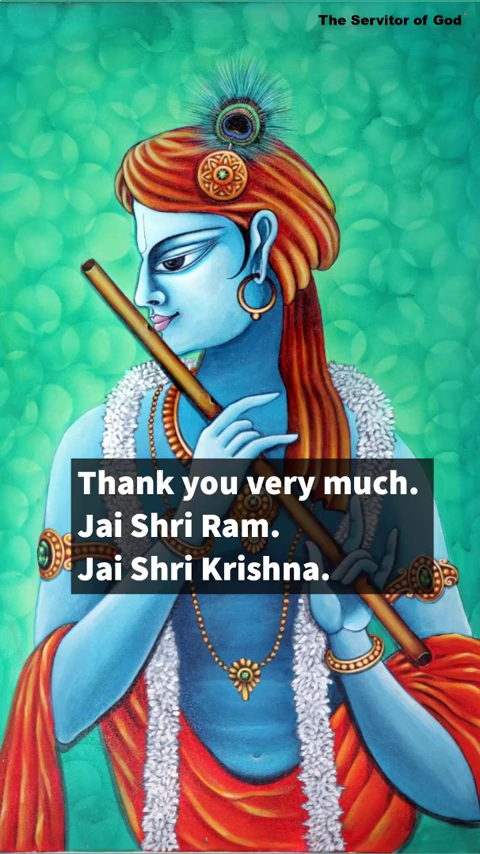 The Servitor of God
Thank you very much.
Jai Shri Ram.
Jai Shri Krishna.